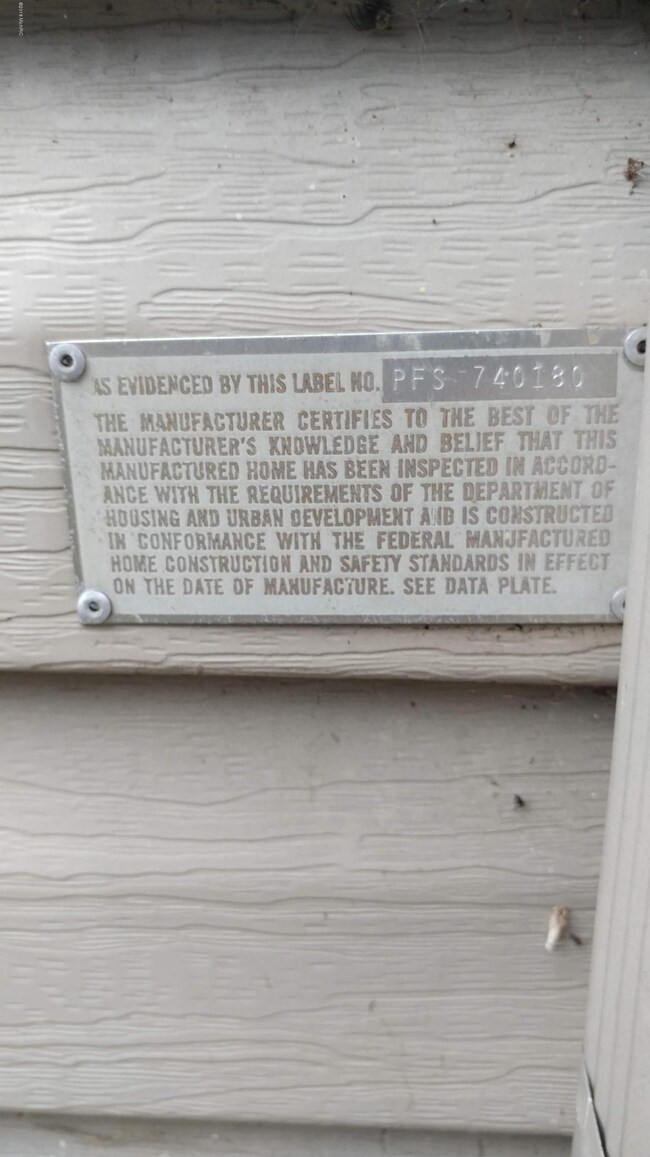 AS EVIDENCED BY THIS LABEL NO. PFS 740180
THE MANUFACTURER CERTIFIES TO THE BEST OF THE
MANUFACTURER'S KNOWLEDGE AND BELIEF THAT THIS
MANUFACTURED HOME HAS BEEN INSPECTED IN ACCORD-
ANCE WITH THE REQUIREMENTS OF THE DEPARTMENT OF
HOUSING AND URBAN DEVELOPMENT AND IS CONSTRUCTED
IN CONFORMANCE WITH THE FEDERAL MANUFACTURED
HOME CONSTRUCTION AND SAFETY STANDARDS IN EFFECT
ON THE DATE OF MANUFACTURE. SEE DATA PLATE.